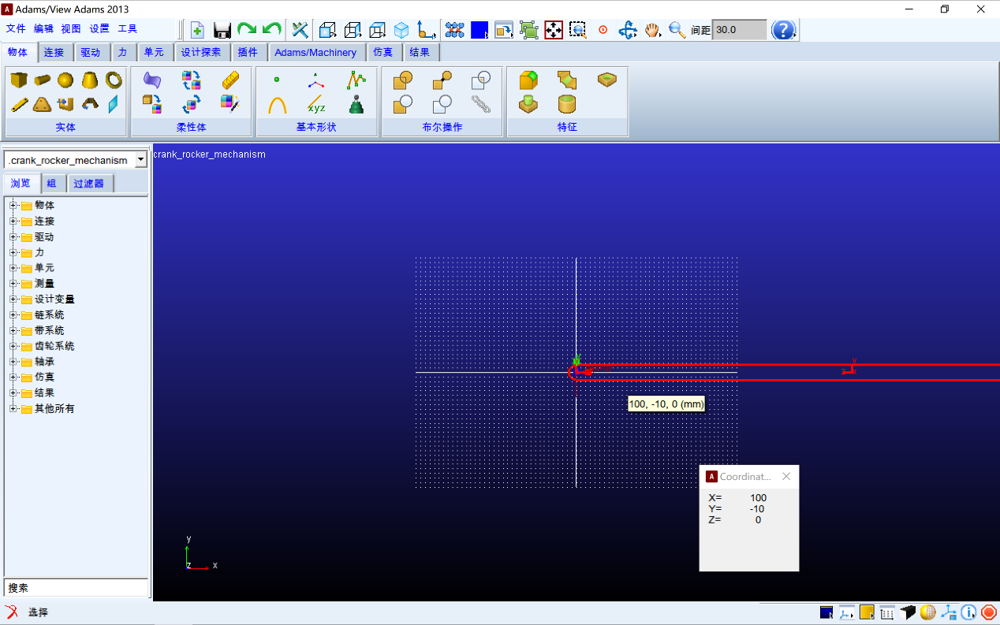 Adams/View Adams 2013
文件 编辑 视图 设置 工具
间距 30.0
物体 连接 驱动 力 单元 设计探索 插件 Adams/Machinery 仿真 结果
xyz
实体 柔性体 基本形状 布尔操作 特征
.crank_rocker_mechanism
crank_rocker_mechanism
浏览 组 过滤器
物体
连接
驱动
力
单元
测量
设计变量
链系统
带系统
齿轮系统
轴承
仿真
结果
其他所有
100, -10, 0 (mm)
Coordinat...
X= 100
Y= -10
Z= 0
y
z x
搜索
选择